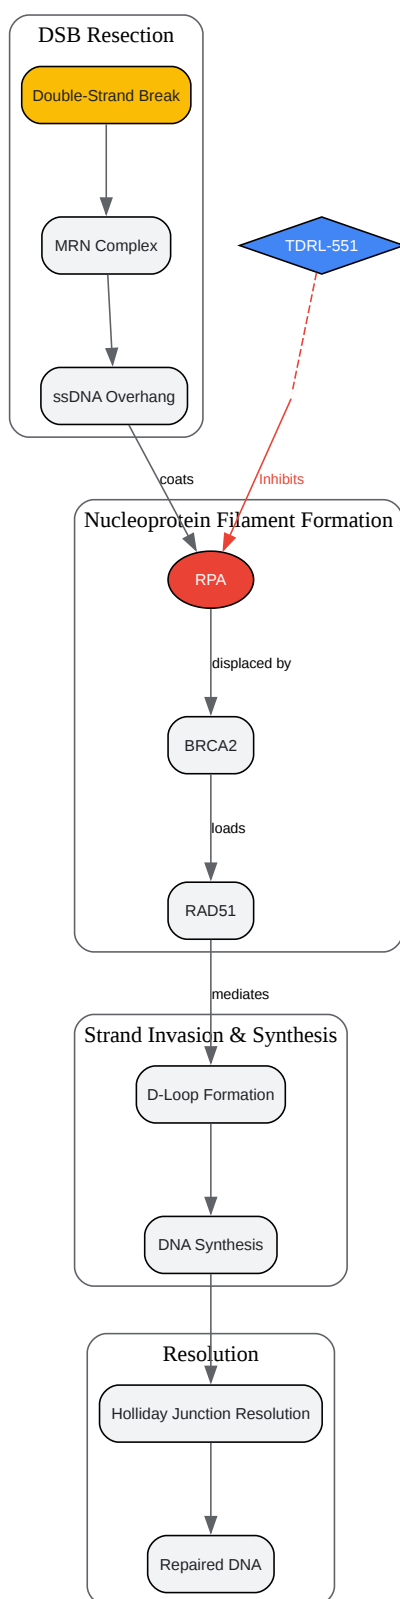 DSB Resection
Double-Strand Break
MRN Complex
TDRL-551
ssDNA Overhang
coats
Inhibits
Nucleoprotein Filament Formation
RPA
displaced by
BRCA2
loads
RAD51
mediates
Strand Invasion & Synthesis
D-Loop Formation
DNA Synthesis
Resolution
Holliday Junction Resolution
Repaired DNA